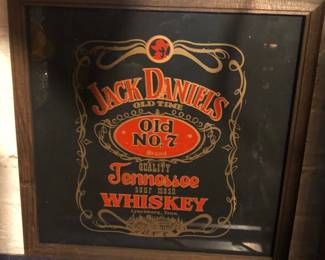 JACK DANIEL'S
OLD TIME
Old
NO.7
Brand
QUALITY
Tennessee
SOUR MASH
WHISKEY
Lynchburg, Tenn.